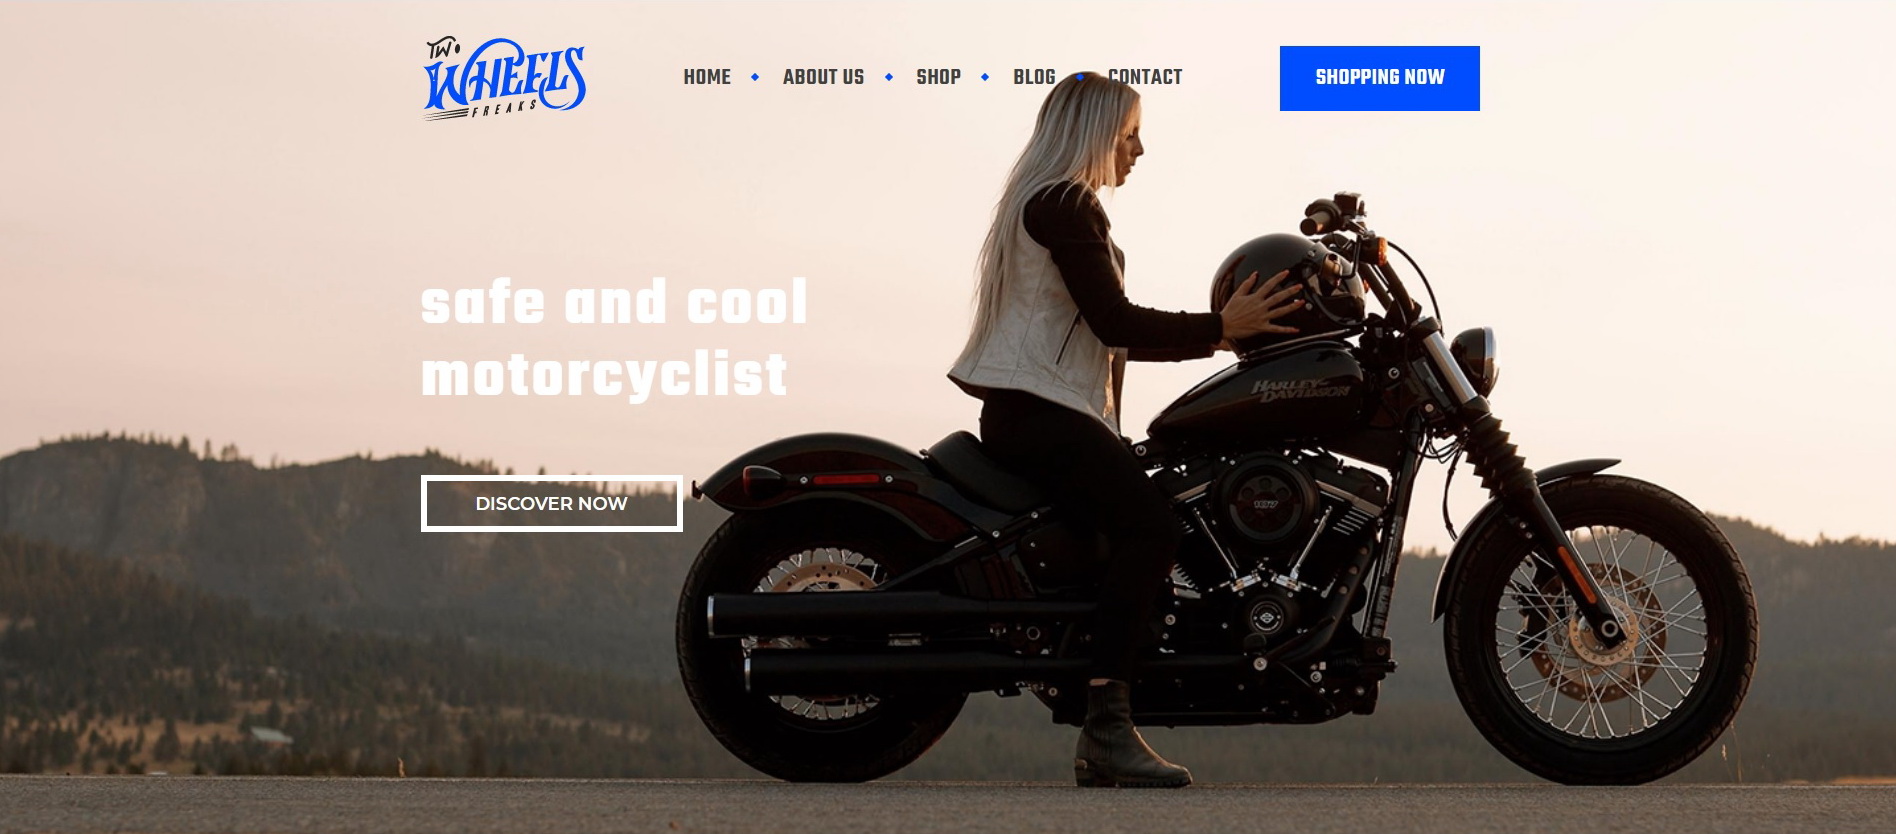 TWO
WHEELS
FREAKS
HOME ABOUT US SHOP BLOG CONTACT
SHOPPING NOW
safe and cool
motorcyclist
DISCOVER NOW
HARLEY-
DAVIDSON
107